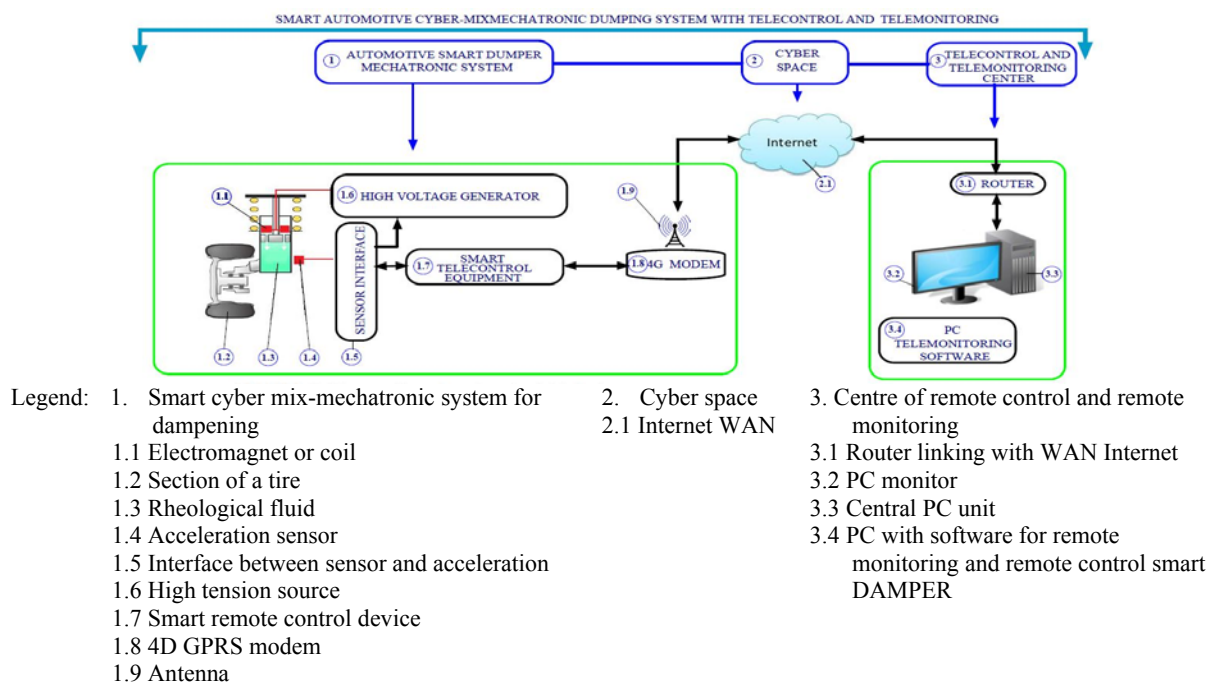 SMART AUTOMOTIVE CYBER-MIXMECHATRONIC DUMPING SYSTEM WITH TELECONTROL AND TELEMONITORING
1 AUTOMOTIVE SMART DUMPER
MECHATRONIC SYSTEM
2 CYBER
SPACE
3 TELECONTROL AND
TELEMONITORING
CENTER
Internet
2.1
1.1
1.6 HIGH VOLTAGE GENERATOR
1.9
SENSOR INTERFACE
1.7 SMART
TELECONTROL
EQUIPMENT
1.8 4G MODEM
1.2
1.3
1.4
1.5
3.1 ROUTER
3.2
3.3
3.4 PC
TELEMONITORING
SOFTWARE
Legend: 1. Smart cyber mix-mechatronic system for
dampening
1.1 Electromagnet or coil
1.2 Section of a tire
1.3 Rheological fluid
1.4 Acceleration sensor
1.5 Interface between sensor and acceleration
1.6 High tension source
1.7 Smart remote control device
1.8 4D GPRS modem
1.9 Antenna
2. Cyber space
2.1 Internet WAN
3. Centre of remote control and remote
monitoring
3.1 Router linking with WAN Internet
3.2 PC monitor
3.3 Central PC unit
3.4 PC with software for remote
monitoring and remote control smart
DAMPER